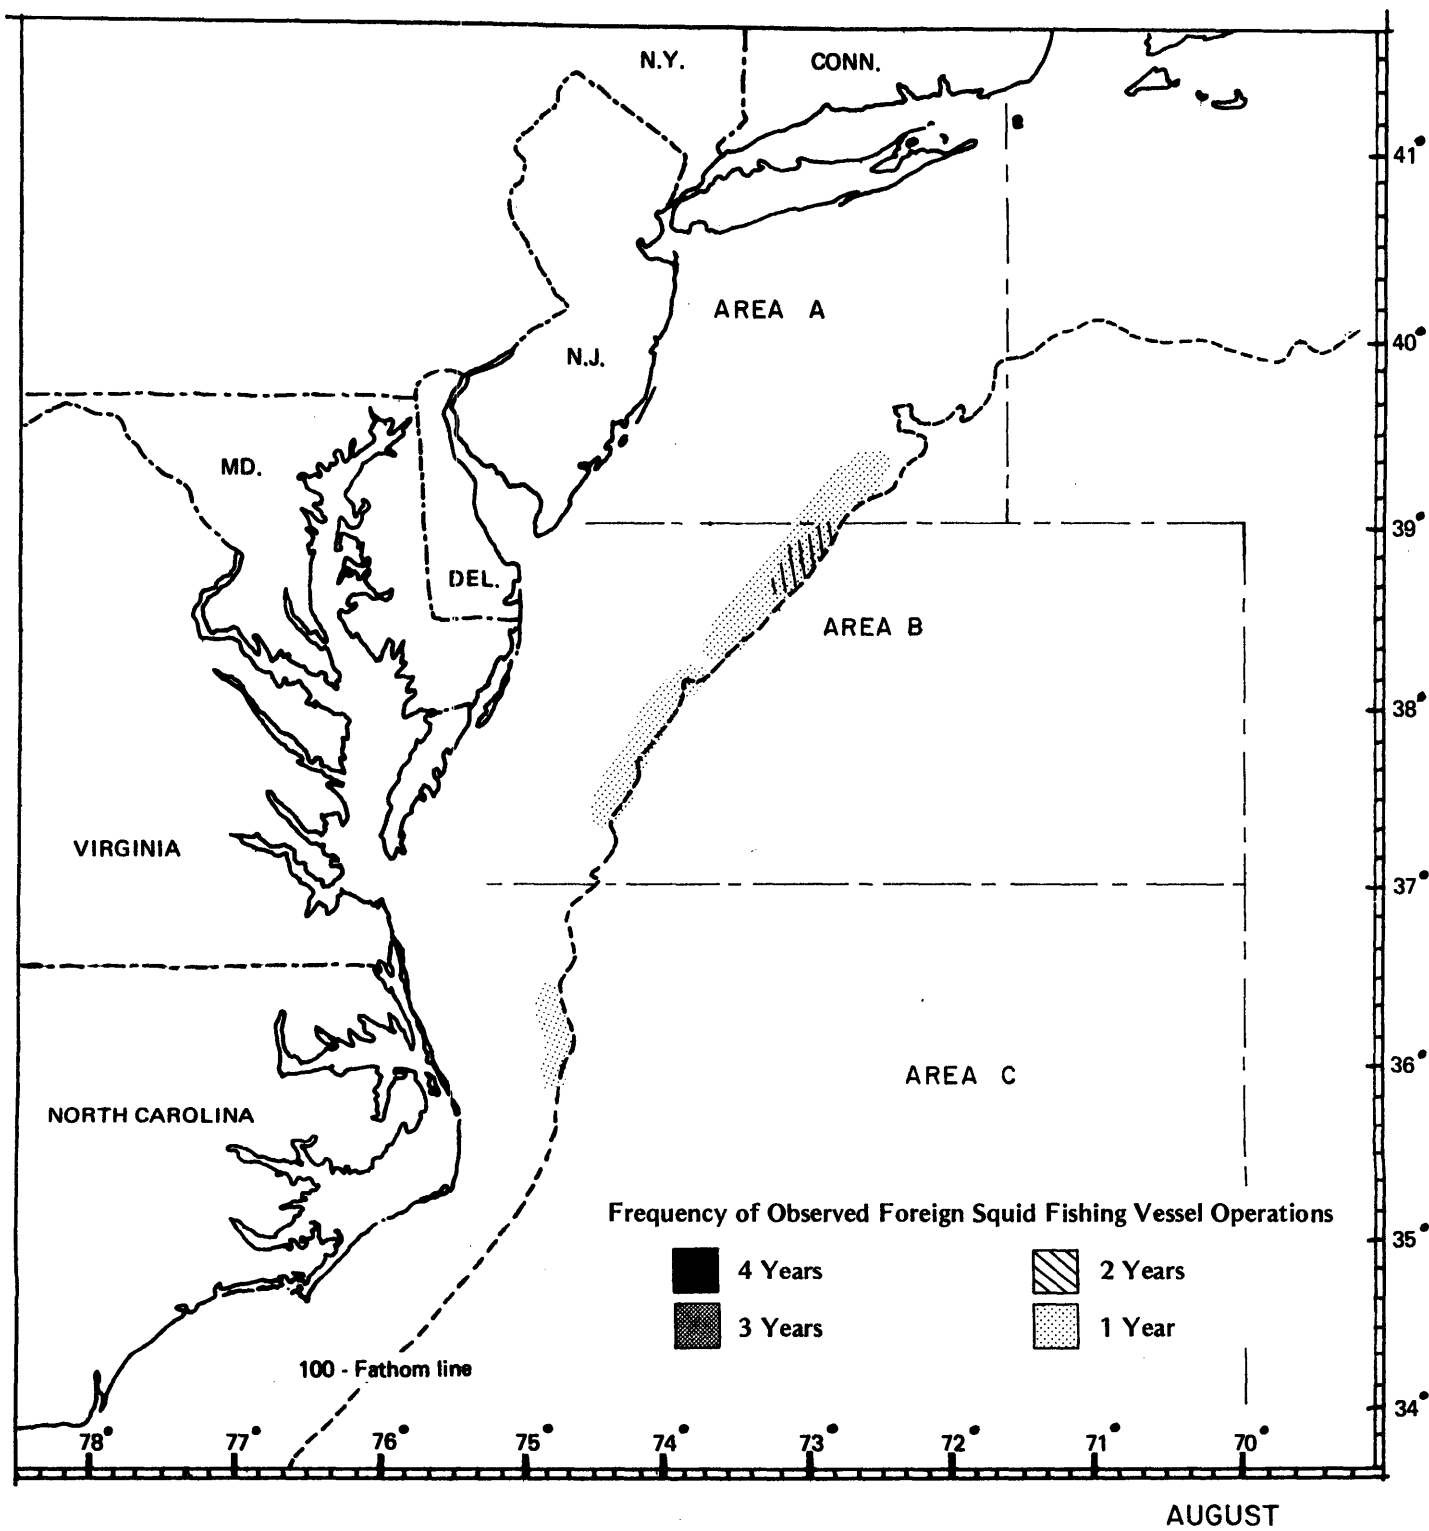 N.Y.
CONN.
41°
AREA A
40°
N.J.
MD.
39°
DEL.
AREA B
38°
VIRGINIA
37°
36°
AREA C
NORTH CAROLINA
Frequency of Observed Foreign Squid Fishing Vessel Operations
35°
4 Years
2 Years
3 Years
1 Year
100 - Fathom line
34°
78° 77° 76° 75° 74° 73° 72° 71° 70°
AUGUST